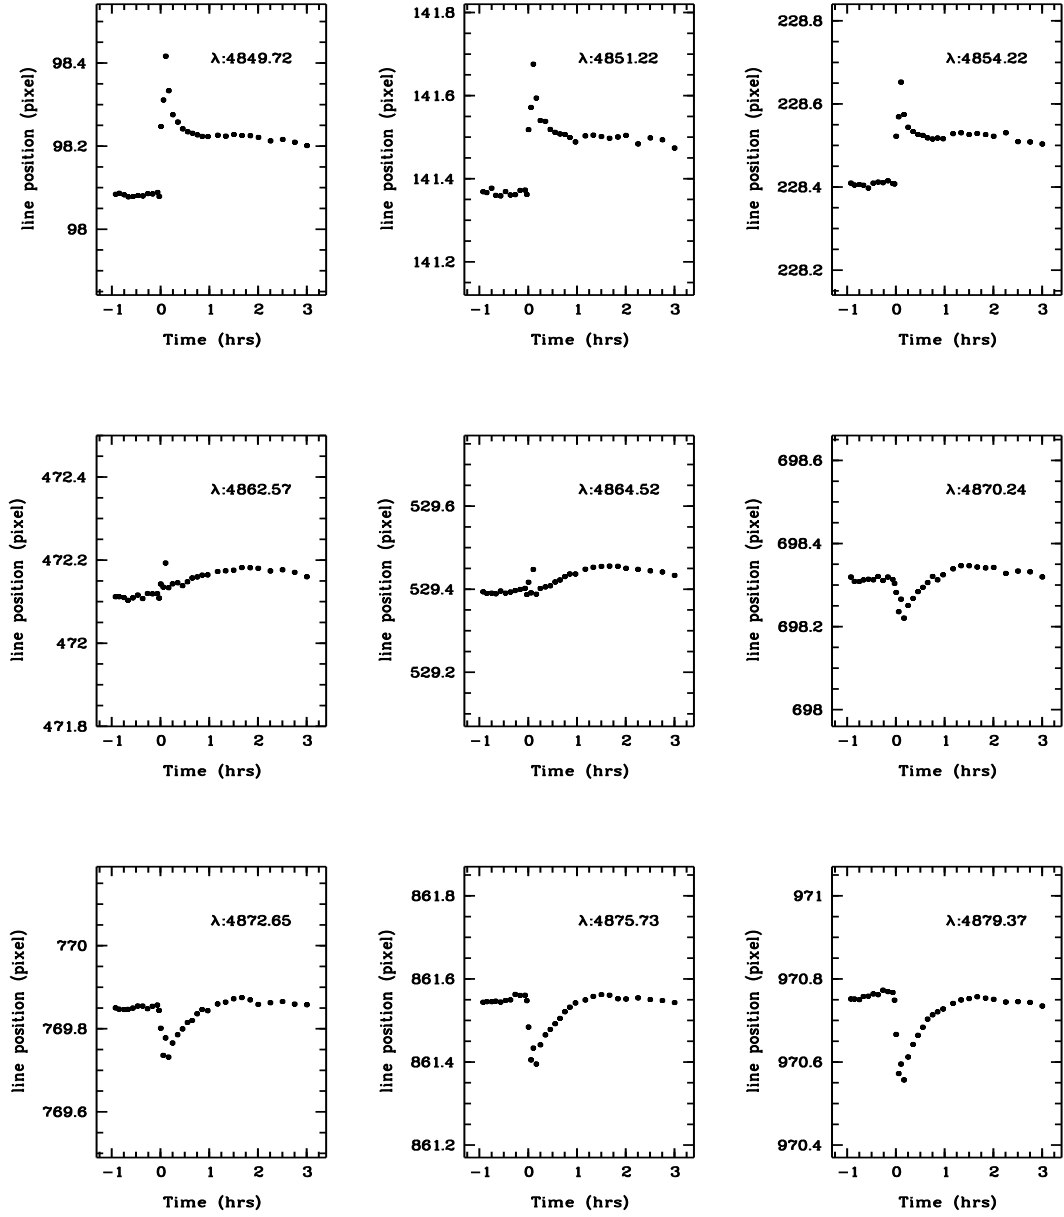 λ:4849.72
line position (pixel)
98.4
98.2
98
-1 0 1 2 3
Time (hrs)
λ:4851.22
line position (pixel)
141.8
141.6
141.4
141.2
-1 0 1 2 3
Time (hrs)
λ:4854.22
line position (pixel)
228.8
228.6
228.4
228.2
-1 0 1 2 3
Time (hrs)
λ:4862.57
line position (pixel)
472.4
472.2
472
471.8
-1 0 1 2 3
Time (hrs)
λ:4864.52
line position (pixel)
529.6
529.4
529.2
-1 0 1 2 3
Time (hrs)
λ:4870.24
line position (pixel)
698.6
698.4
698.2
698
-1 0 1 2 3
Time (hrs)
λ:4872.65
line position (pixel)
770
769.8
769.6
-1 0 1 2 3
Time (hrs)
λ:4875.73
line position (pixel)
861.8
861.6
861.4
861.2
-1 0 1 2 3
Time (hrs)
λ:4879.37
line position (pixel)
971
970.8
970.6
970.4
-1 0 1 2 3
Time (hrs)